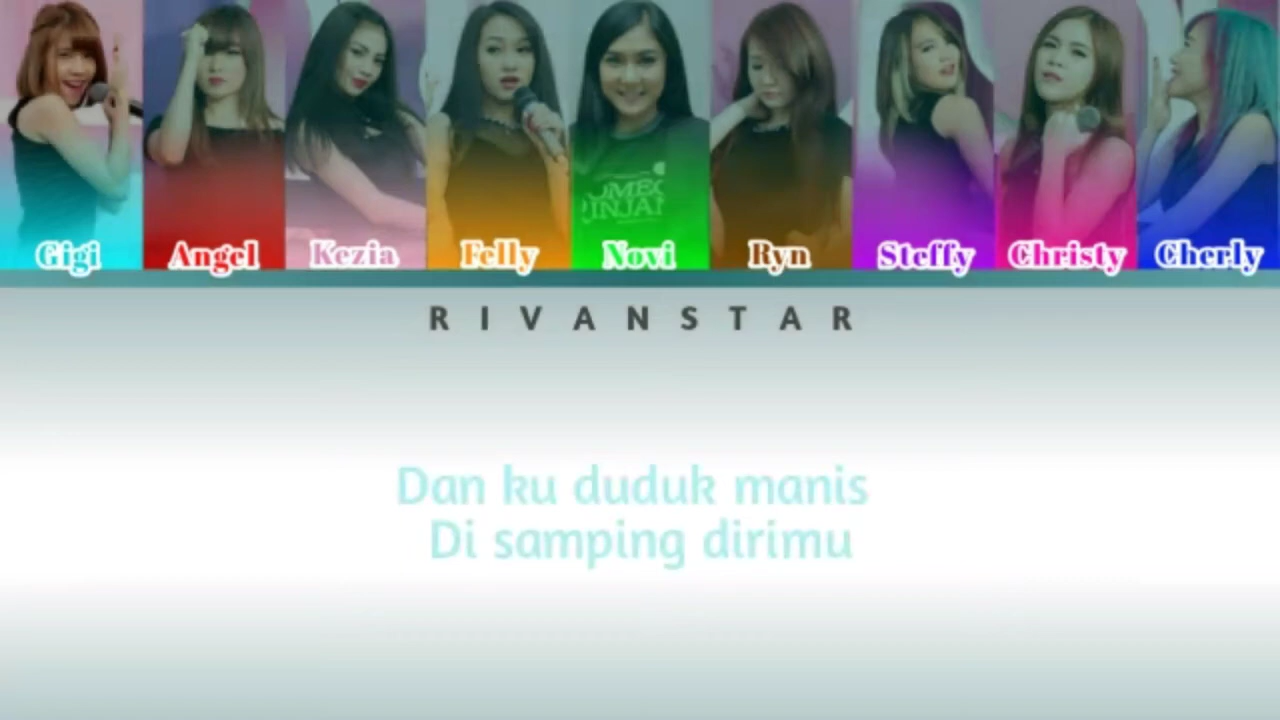 Gigi Angel Kezia Felly Novi Ryn Steffy Christy Cherly
RIVANSTAR
Dan ku duduk manis
Di samping dirimu